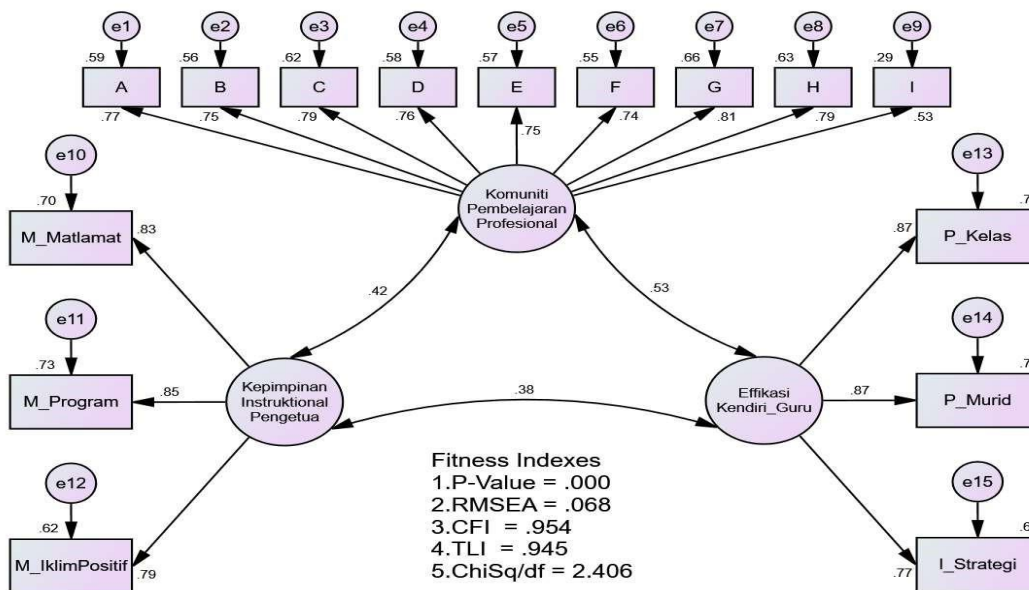 e1 e2 e3 e4 e5 e6 e7 e8 e9
.59 .56 .62 .58 .57 .55 .66 .63 .29
A B C D E F G H I
.77 .75 .79 .76 .75 .74 .81 .79 .53
e10
.70
M_Matlamat
.83
Komuniti
Pembelajaran
Profesional
e13
P_Kelas
.87
.42
.53
e11
.73
M_Program
.85
Kepimpinan
Instruktional
Pengetua
.38
Effikasi
Kendiri_Guru
e14
P_Murid
.87
e12
.62
M_IklimPositif
.79
Fitness Indexes
1.P-Value = .000
2.RMSEA = .068
3.CFI = .954
4.TLI = .945
5.ChiSq/df = 2.406
e15
I_Strategi
.77